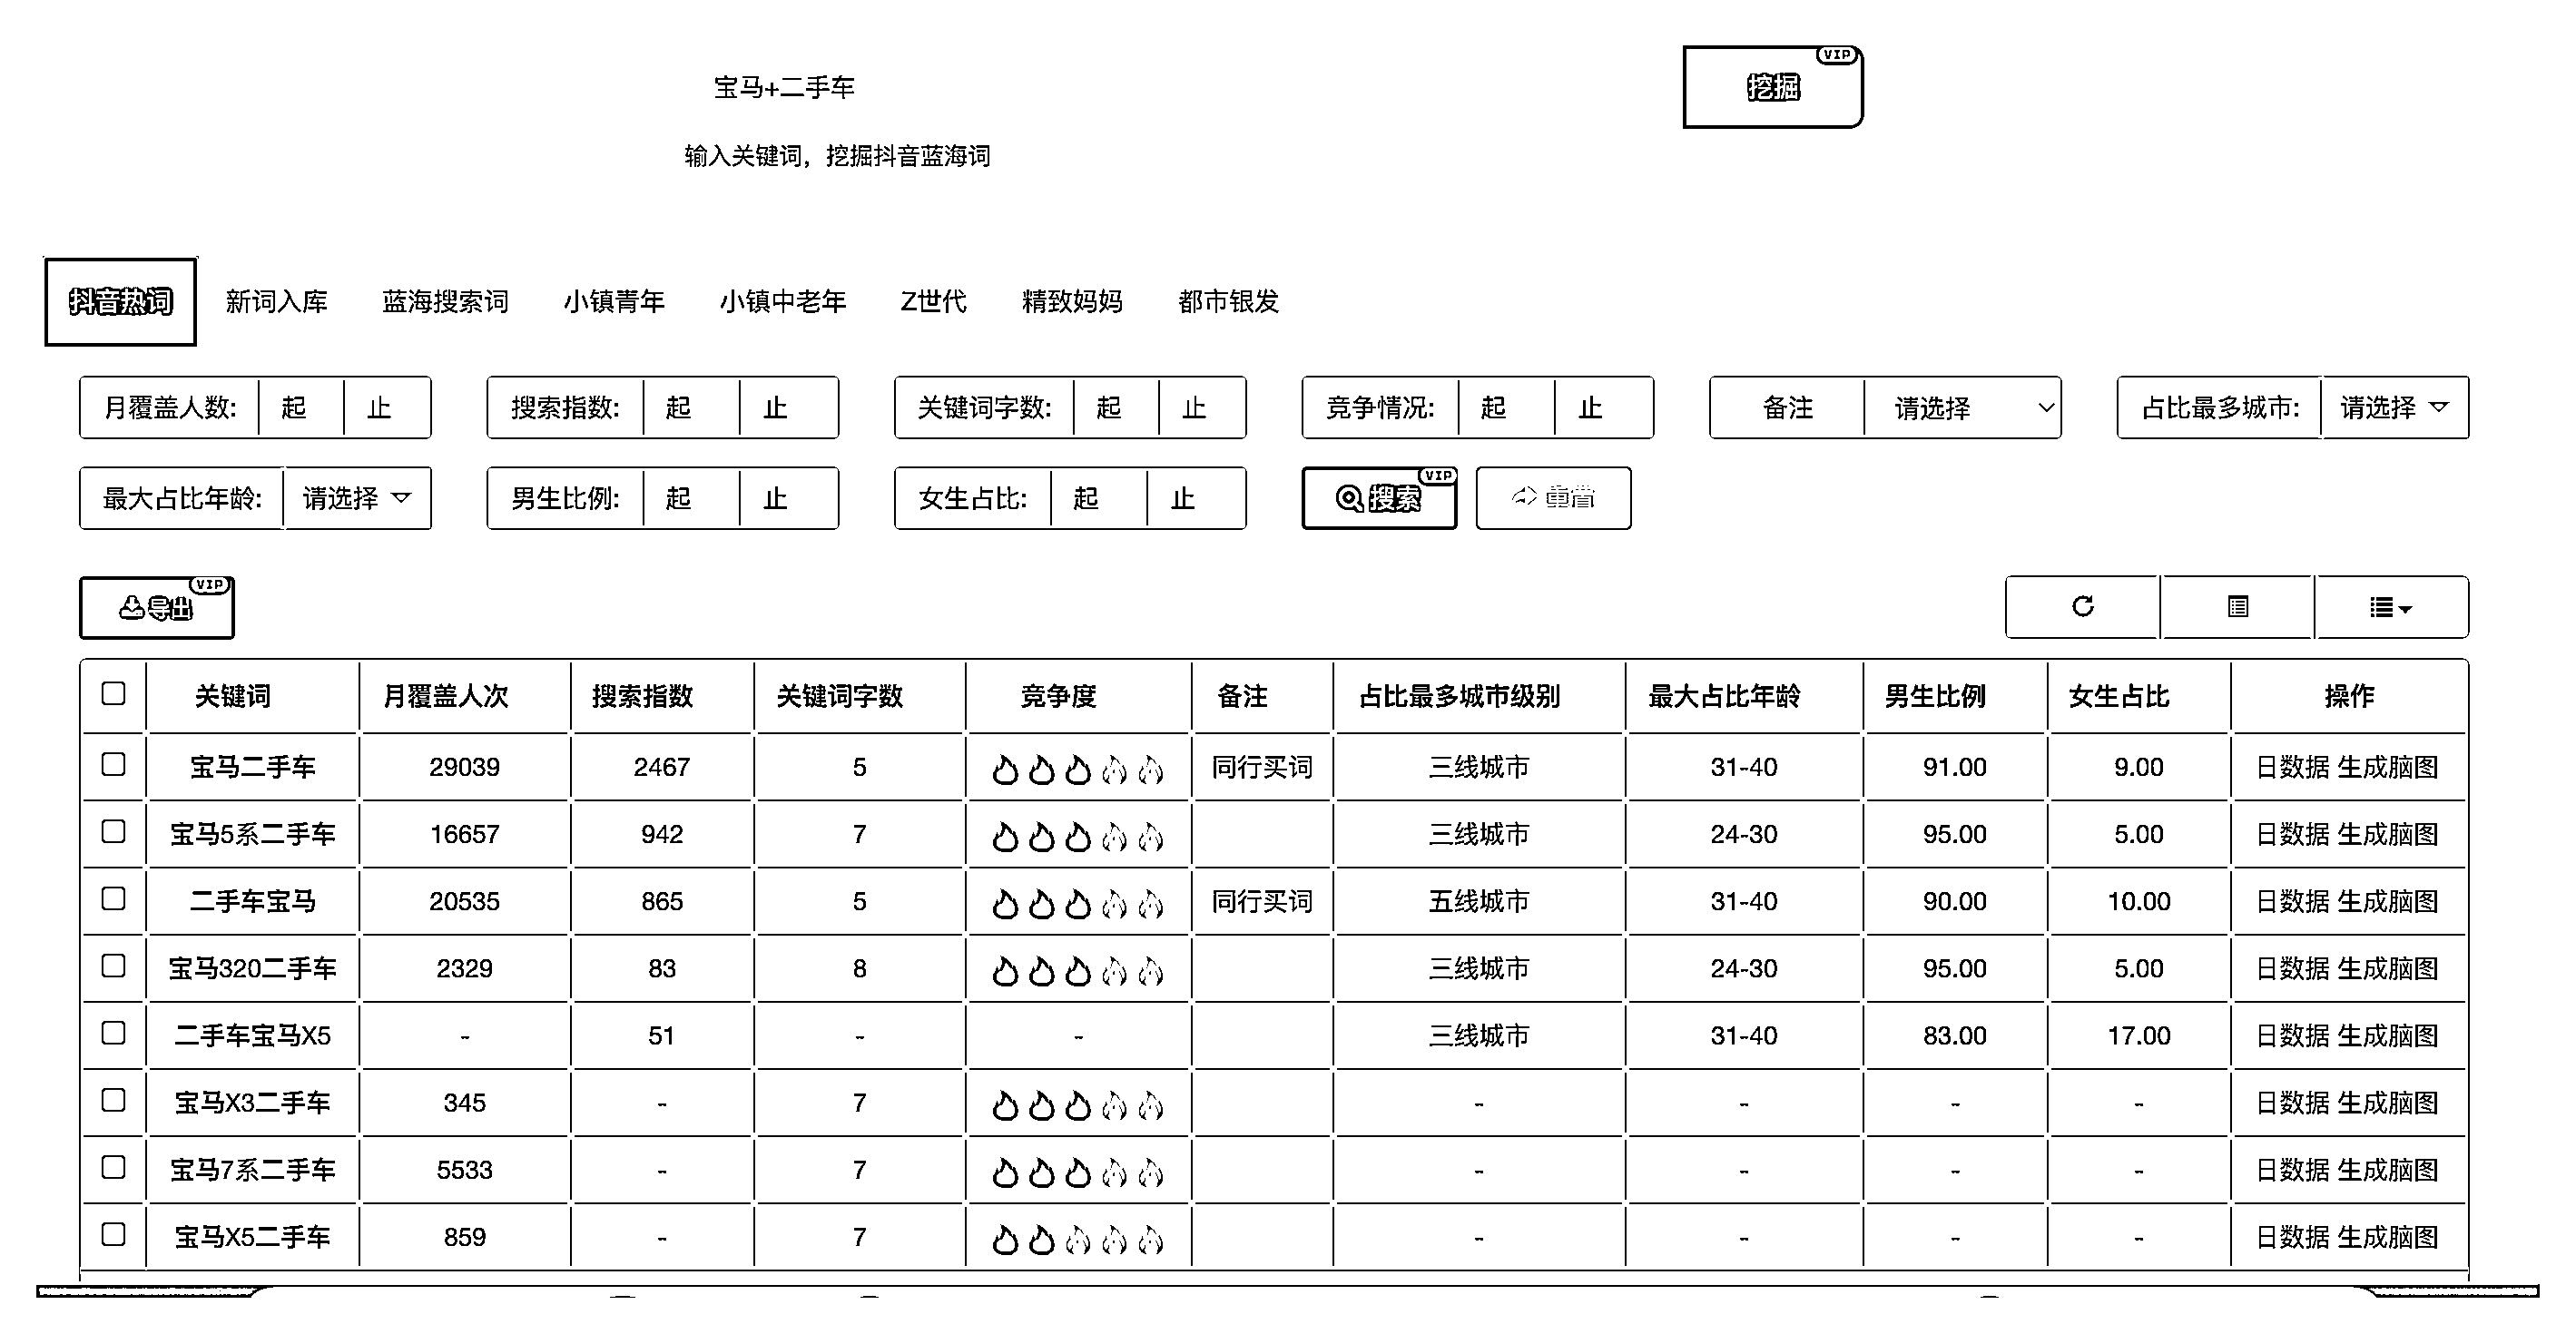 VIP
宝马+二手车 挖掘
输入关键词，挖掘抖音蓝海词
抖音热词 新词入库 蓝海搜索词 小镇青年 小镇中老年 Z世代 精致妈妈 都市银发
月覆盖人数: 起 止 搜索指数: 起 止 关键词字数: 起 止 竞争情况: 起 止 备注 请选择 占比最多城市: 请选择
最大占比年龄: 请选择 男生比例: 起 止 女生占比: 起 止 搜索 VIP 重置
导出 VIP
关键词 月覆盖人次 搜索指数 关键词字数 竞争度 备注 占比最多城市级别 最大占比年龄 男生比例 女生占比 操作
宝马二手车 29039 2467 5 同行买词 三线城市 31-40 91.00 9.00 日数据 生成脑图
宝马5系二手车 16657 942 7 三线城市 24-30 95.00 5.00 日数据 生成脑图
二手车宝马 20535 865 5 同行买词 五线城市 31-40 90.00 10.00 日数据 生成脑图
宝马320二手车 2329 83 8 三线城市 24-30 95.00 5.00 日数据 生成脑图
二手车宝马X5 - 51 - - 三线城市 31-40 83.00 17.00 日数据 生成脑图
宝马X3二手车 345 - 7 - - - - 日数据 生成脑图
宝马7系二手车 5533 - 7 - - - - 日数据 生成脑图
宝马X5二手车 859 - 7 - - - - 日数据 生成脑图